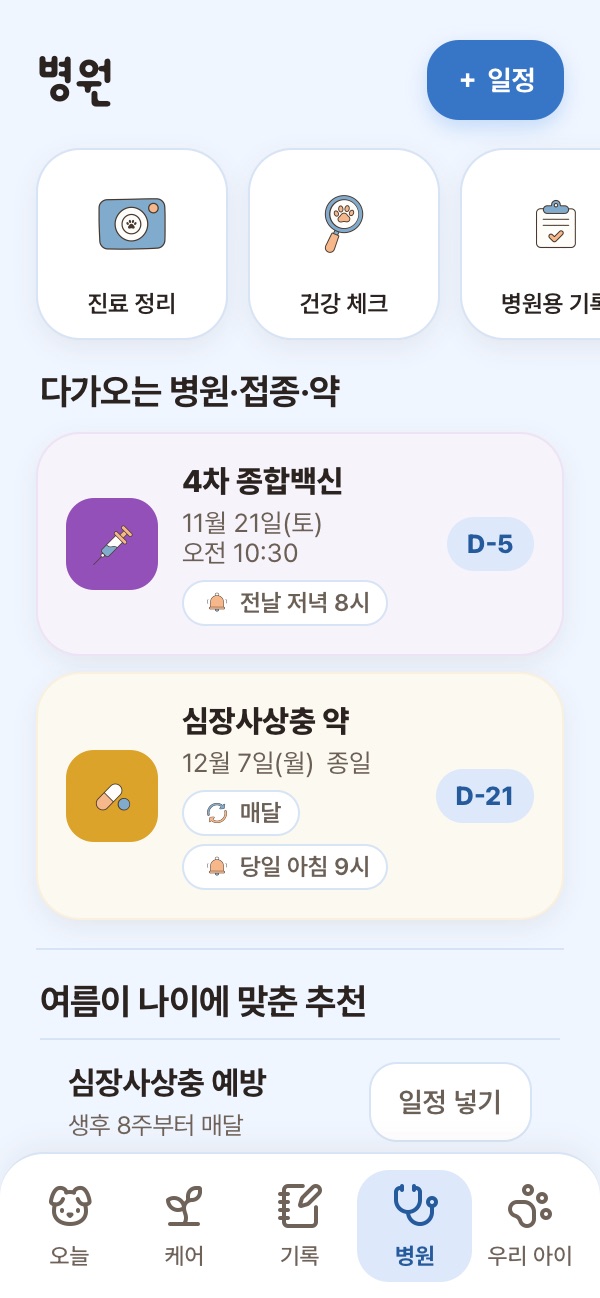 병원
+ 일정
진료 정리
건강 체크
병원용 기록
다가오는 병원·접종·약
4차 종합백신
11월 21일(토)
오전 10:30
D-5
전날 저녁 8시
심장사상충 약
12월 7일(월) 종일
D-21
매달
당일 아침 9시
여름이 나이에 맞춘 추천
심장사상충 예방
생후 8주부터 매달
일정 넣기
오늘
케어
기록
병원
우리 아이